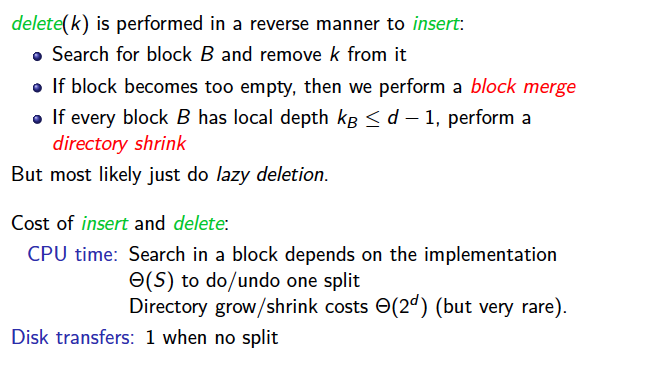 delete(k) is performed in a reverse manner to insert:
Search for block B and remove k from it
If block becomes too empty, then we perform a block merge
If every block B has local depth k_B ≤ d − 1, perform a
directory shrink
But most likely just do lazy deletion.
Cost of insert and delete:
CPU time: Search in a block depends on the implementation
Θ(S) to do/undo one split
Directory grow/shrink costs Θ(2^d) (but very rare).
Disk transfers: 1 when no split